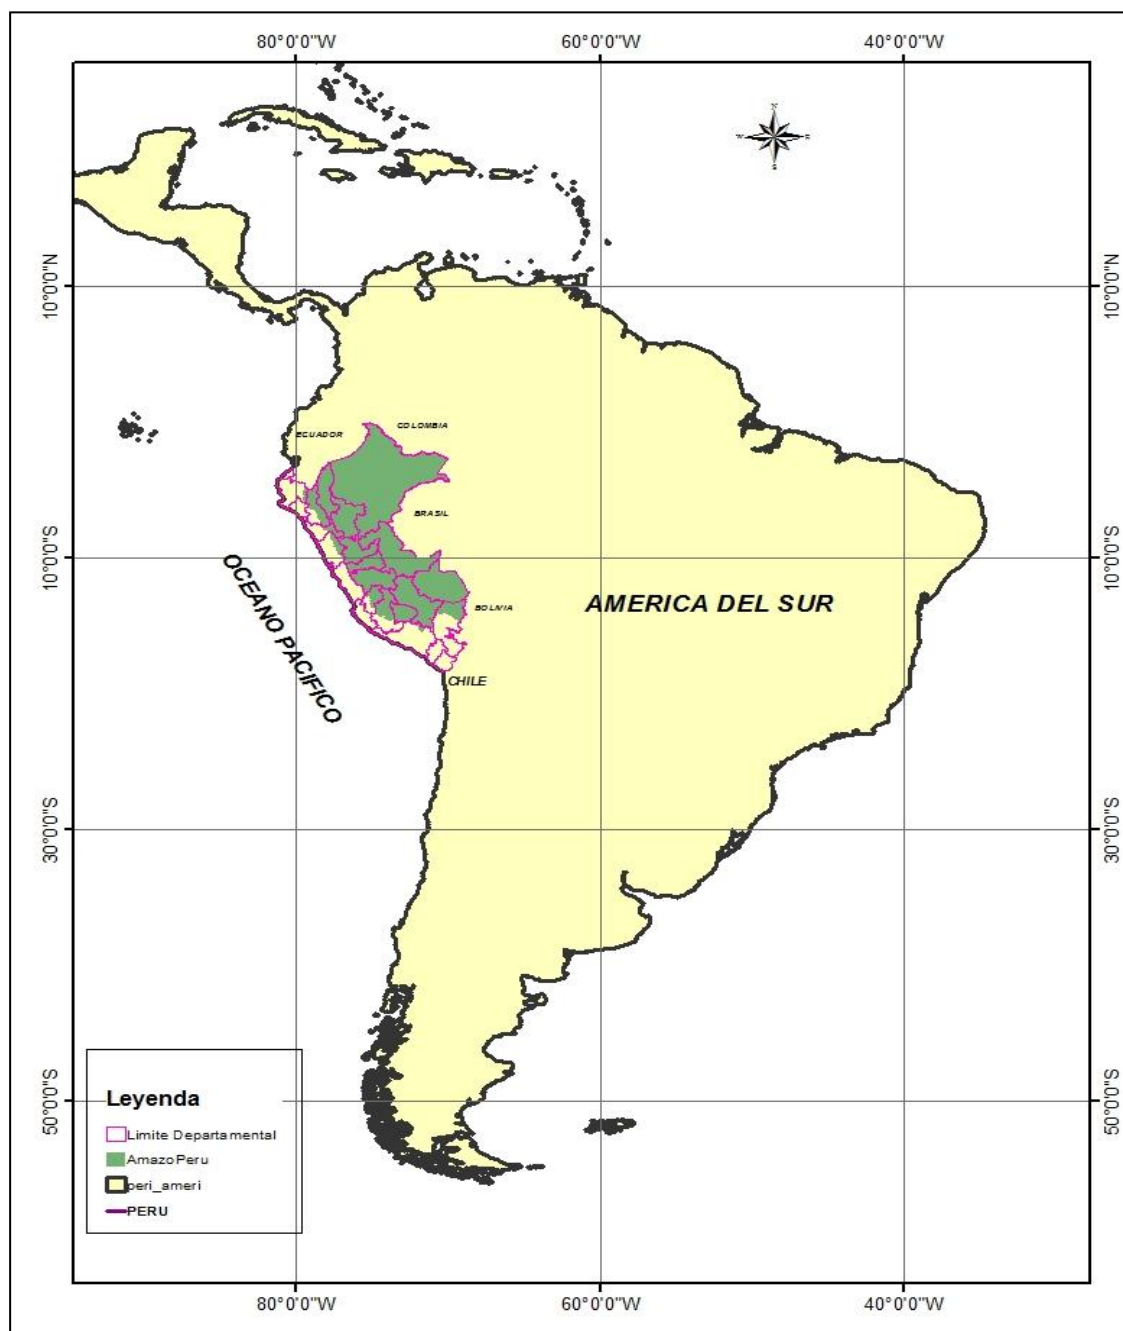 80°0'0"W 60°0'0"W 40°0'0"W
N
W E
S
10°0'0"N 10°0'0"N
COLOMBIA
ECUADOR
BRASIL
10°0'0"S 10°0'0"S
OCEANO PACIFICO
AMERICA DEL SUR
BOLIVIA
CHILE
30°0'0"S 30°0'0"S
50°0'0"S 50°0'0"S
Leyenda
Limite Departamental
AmazoPeru
peri_ameri
PERU
80°0'0"W 60°0'0"W 40°0'0"W